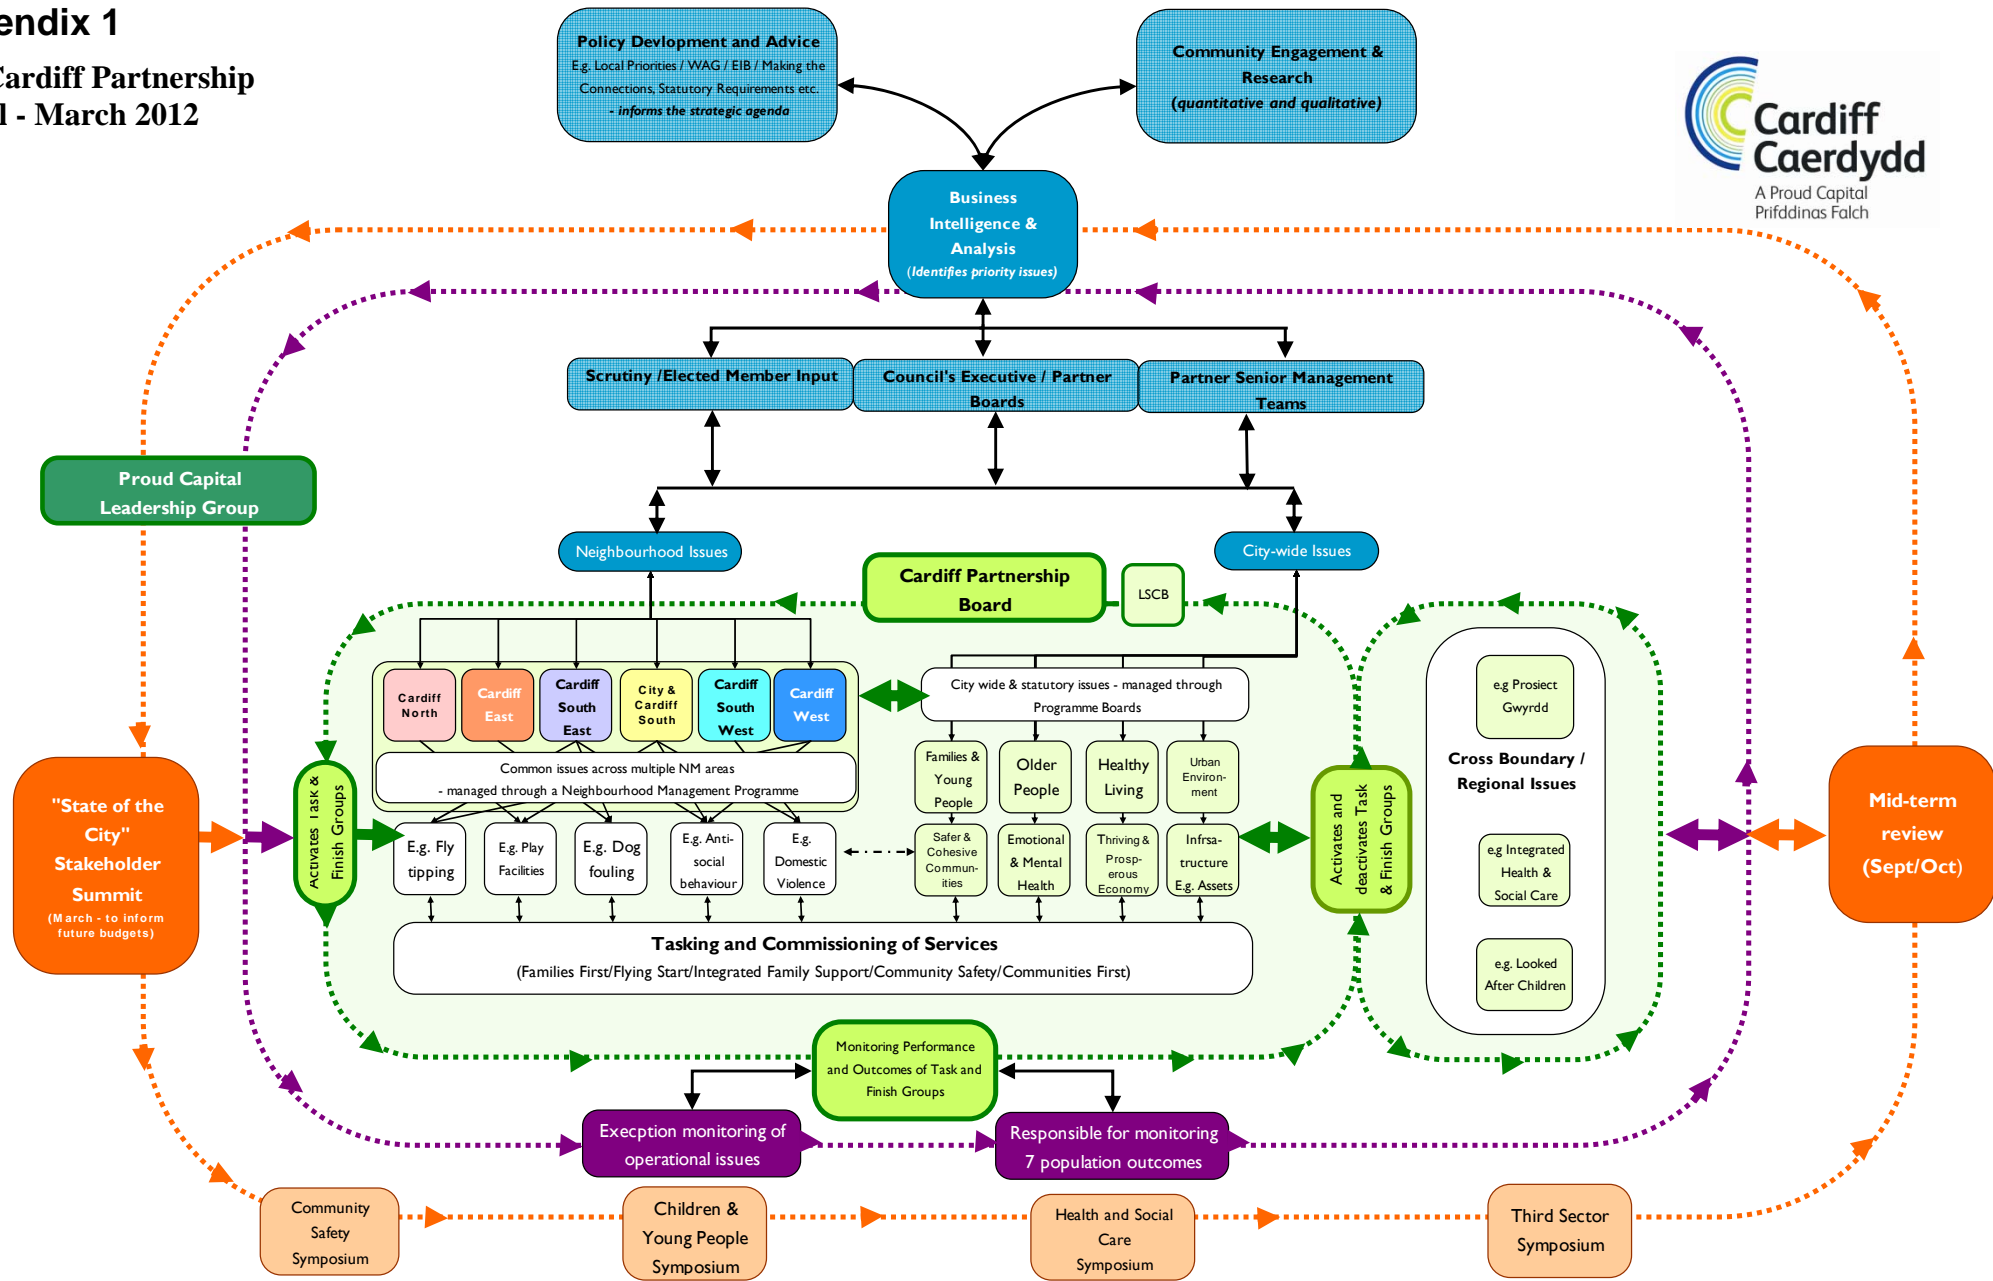 endix 1
Cardiff Partnership
l - March 2012
Policy Devlopment and Advice
E.g. Local Priorities / WAG / EIB / Making the
Connections, Statutory Requirements etc.
- informs the strategic agenda
Community Engagement &
Research
(quantitative and qualitative)
Cardiff
Caerdydd
A Proud Capital
Prifddinas Falch
Business
Intelligence &
Analysis
(Identifies priority issues)
Scrutiny /Elected Member Input
Council's Executive / Partner
Boards
Partner Senior Management
Teams
Proud Capital
Leadership Group
Neighbourhood Issues
City-wide Issues
Cardiff Partnership
Board
LSCB
Cardiff
North
Cardiff
East
Cardiff
South
East
City &
Cardiff
South
Cardiff
South
West
Cardiff
West
City wide & statutory issues - managed through
Programme Boards
Common issues across multiple NM areas
- managed through a Neighbourhood Management Programme
Families &
Young
People
Older
People
Healthy
Living
Urban
Environ-
ment
E.g. Fly
tipping
E.g. Play
Facilities
E.g. Dog
fouling
E.g. Anti-
social
behaviour
E.g.
Domestic
Violence
Safer &
Cohesive
Commun-
ities
Emotional
& Mental
Health
Thriving &
Prosp-
erous
Economy
Infrsa-
tructure
E.g. Assets
Tasking and Commissioning of Services
(Families First/Flying Start/Integrated Family Support/Community Safety/Communities First)
Activates Task &
Finish Groups
Activates and
deactivates Task
& Finish Groups
e.g Prosiect
Gwyrdd
Cross Boundary /
Regional Issues
e.g Integrated
Health &
Social Care
e.g. Looked
After Children
"State of the
City"
Stakeholder
Summit
(March - to inform
future budgets)
Mid-term
review
(Sept/Oct)
Monitoring Performance
and Outcomes of Task and
Finish Groups
Execption monitoring of
operational issues
Responsible for monitoring
7 population outcomes
Community
Safety
Symposium
Children &
Young People
Symposium
Health and Social
Care
Symposium
Third Sector
Symposium